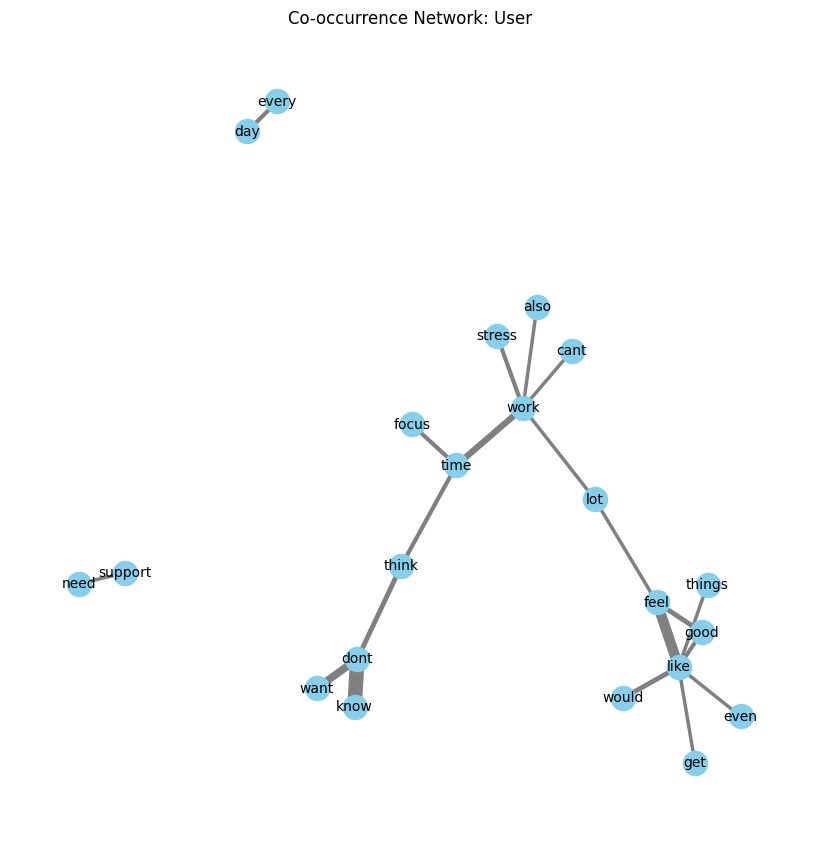 Co-occurrence Network: User
every
day
also
stress
cant
work
focus
time
lot
think
support
need
things
feel
good
dont
like
want
would
know
even
get